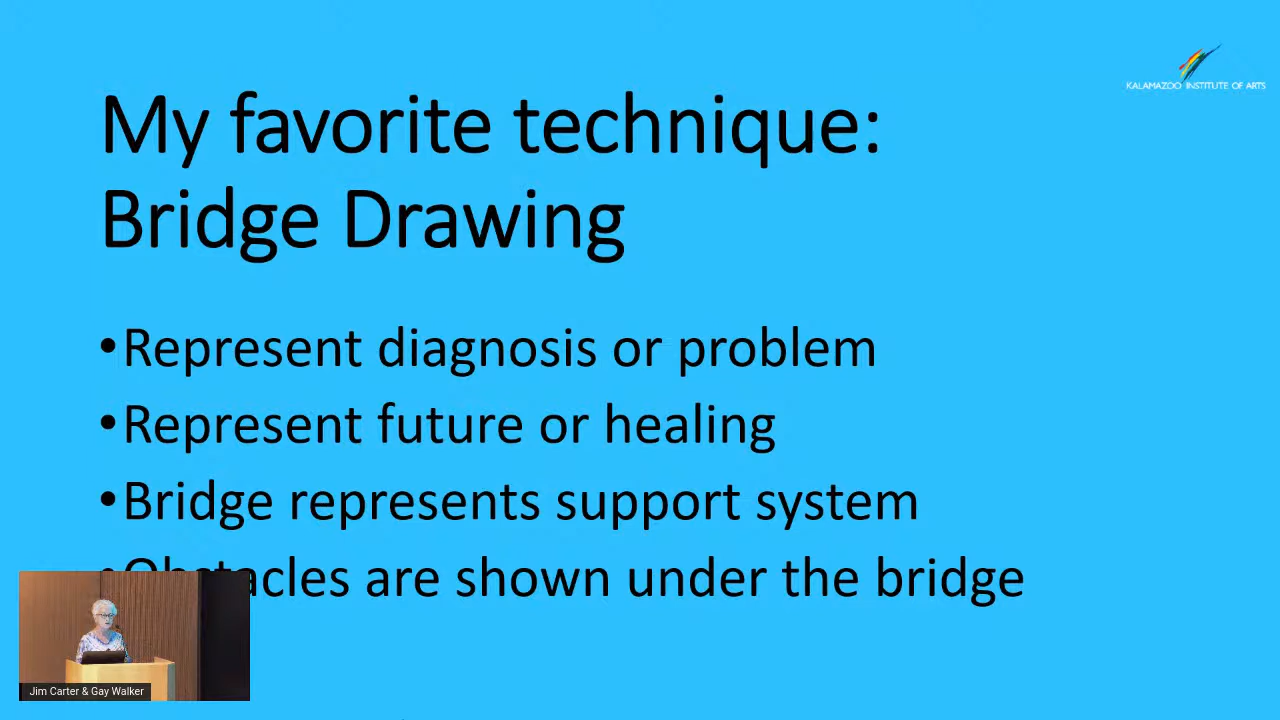 KALAMAZOO INSTITUTE OF ARTS
My favorite technique:
Bridge Drawing
•Represent diagnosis or problem
•Represent future or healing
•Bridge represents support system
•Obstacles are shown under the bridge
Jim Carter & Gay Walker